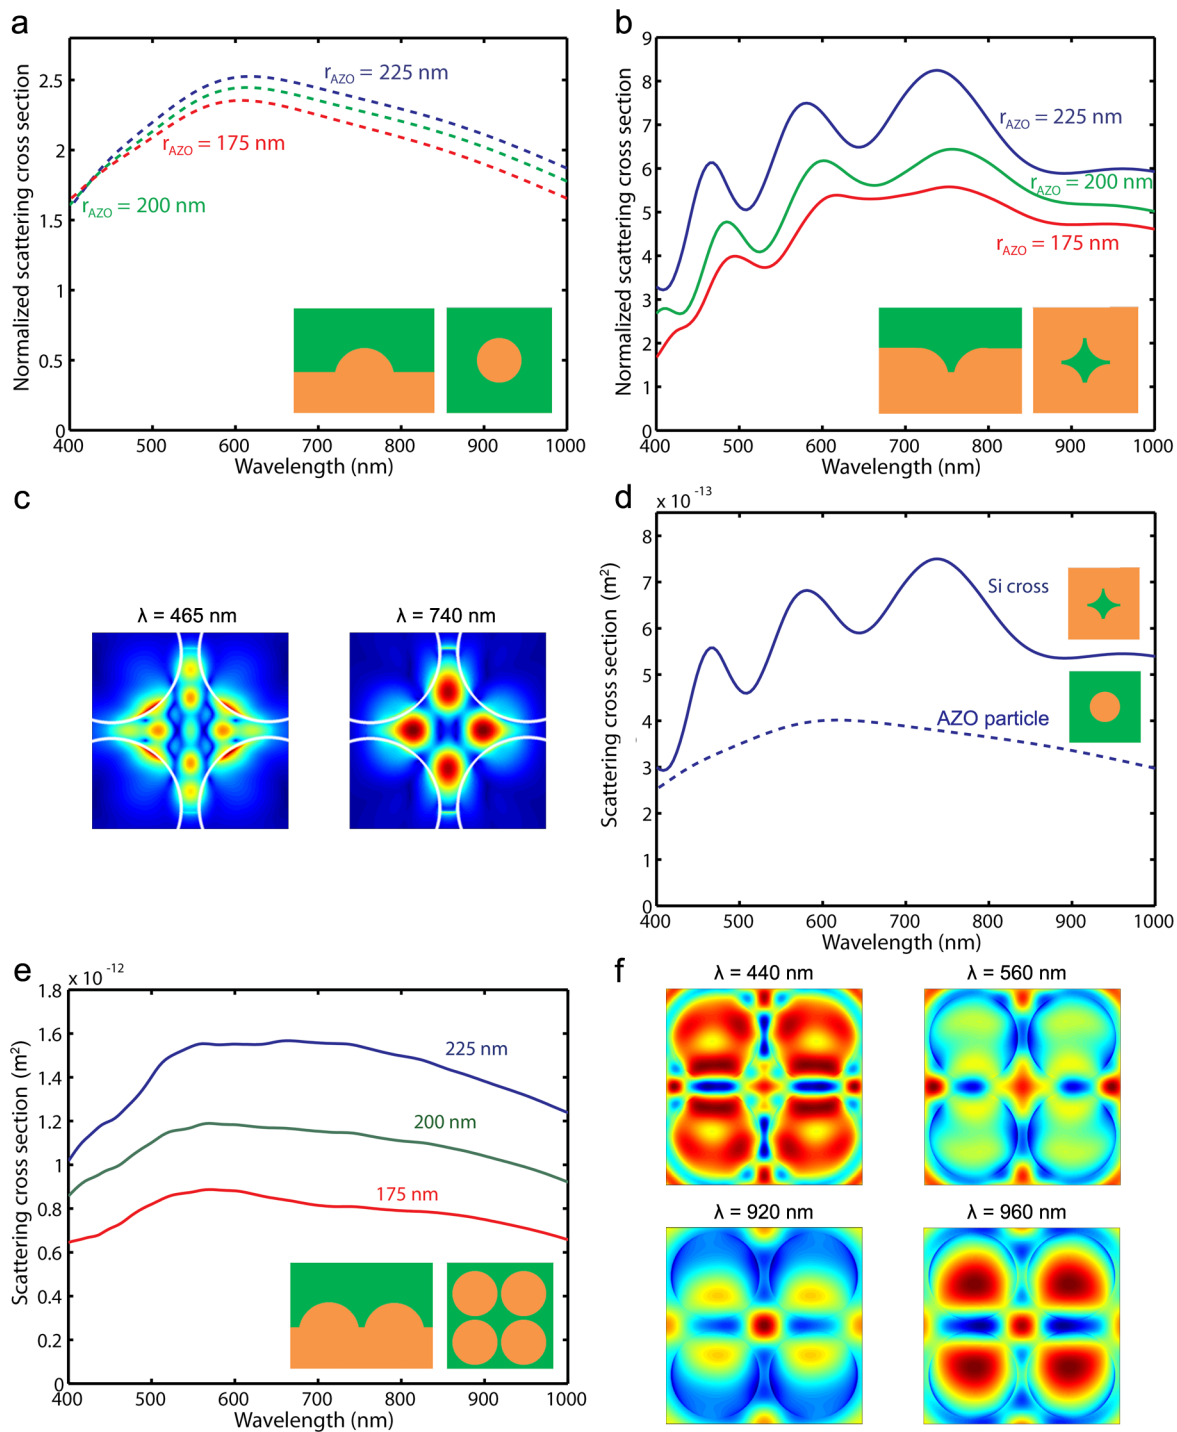 a
Normalized scattering cross section
2.5
2
1.5
1
0.5
0
400
500
600
700
800
900
1000
Wavelength (nm)
rAZO = 225 nm
rAZO = 175 nm
rAZO = 200 nm
b
Normalized scattering cross section
9
8
7
6
5
4
3
2
1
0
400
500
600
700
800
900
1000
Wavelength (nm)
rAZO = 225 nm
rAZO = 200 nm
rAZO = 175 nm
c
λ = 465 nm
λ = 740 nm
d
x 10 -13
Scattering cross section (m²)
8
7
6
5
4
3
2
1
0
400
500
600
700
800
900
1000
Wavelength (nm)
Si cross
AZO particle
e
x 10 -12
Scattering cross section (m²)
1.8
1.6
1.4
1.2
1
0.8
0.6
0.4
0.2
0
400
500
600
700
800
900
1000
Wavelength (nm)
225 nm
200 nm
175 nm
f
λ = 440 nm
λ = 560 nm
λ = 920 nm
λ = 960 nm